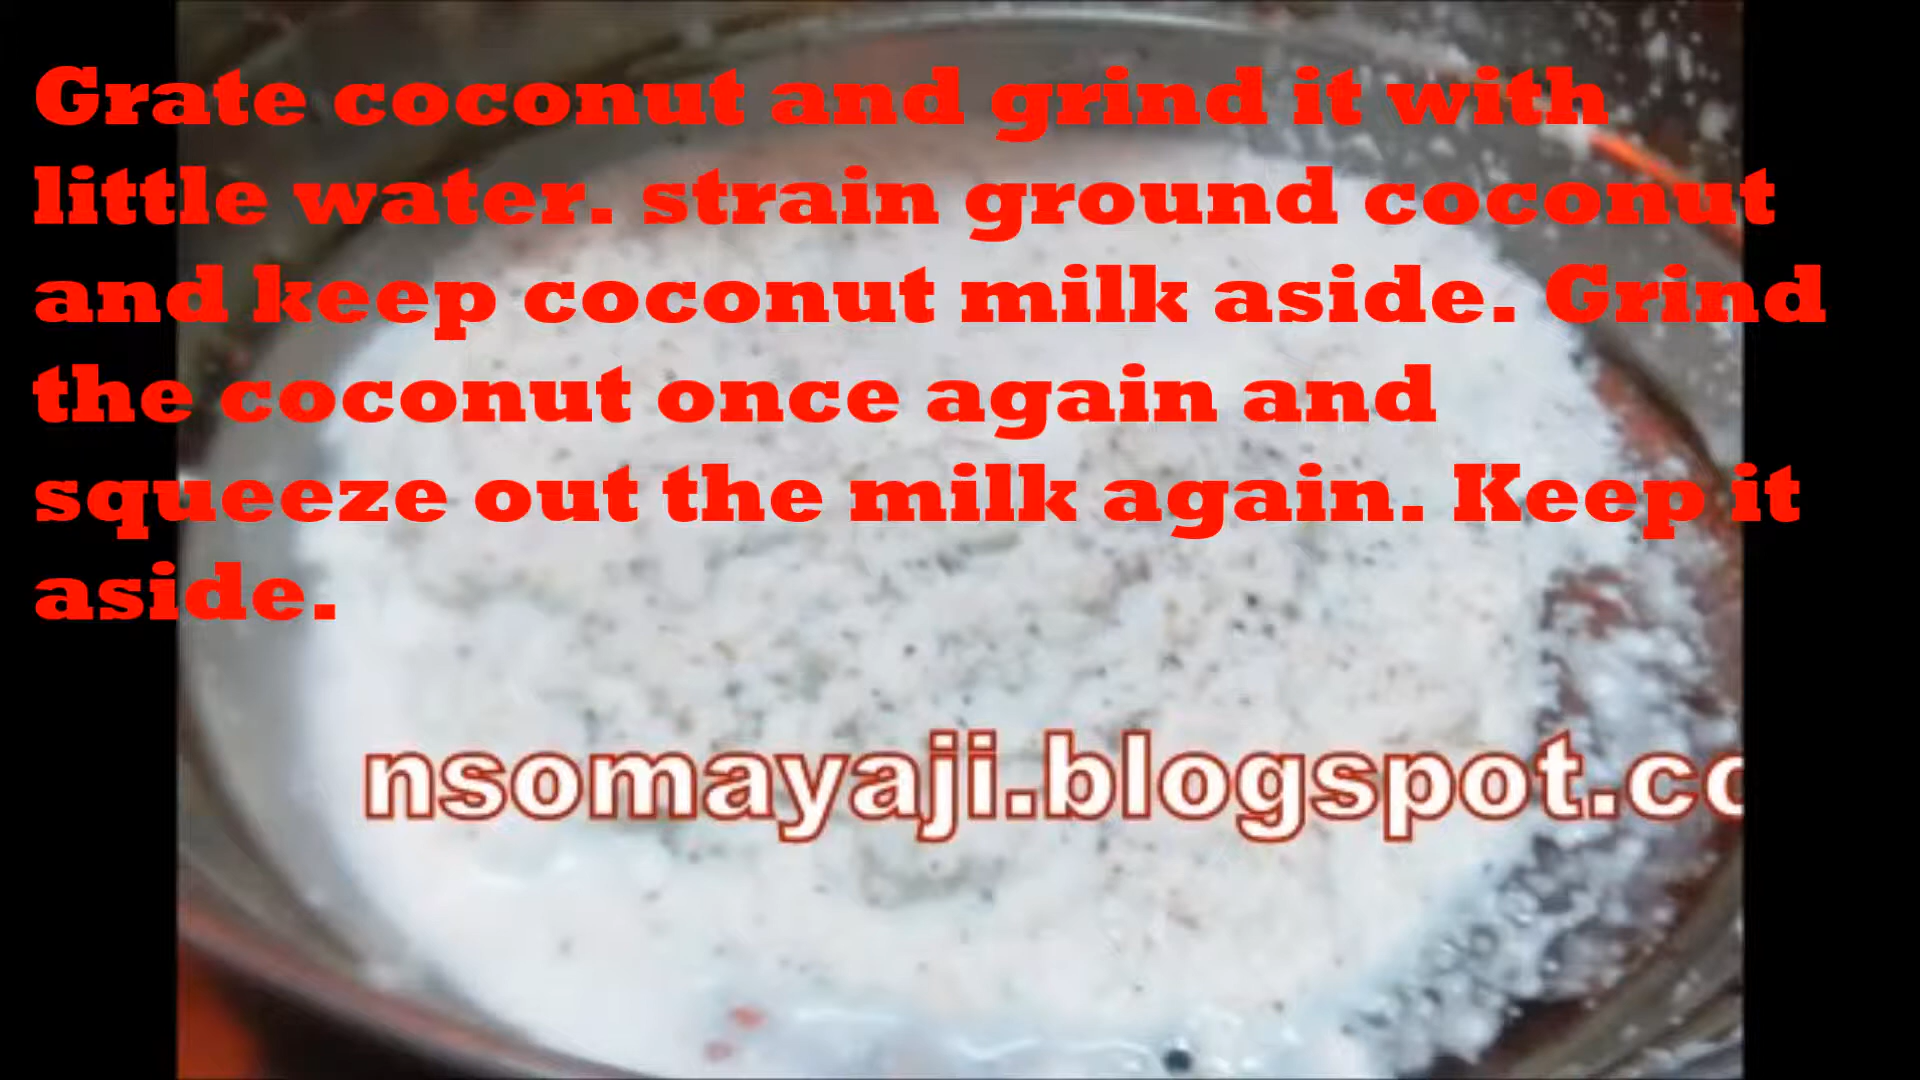 Grate coconut and grind it with
little water. strain ground coconut
and keep coconut milk aside. Grind
the coconut once again and
squeeze out the milk again. Keep it
aside.
nsomayaji.blogspot.co